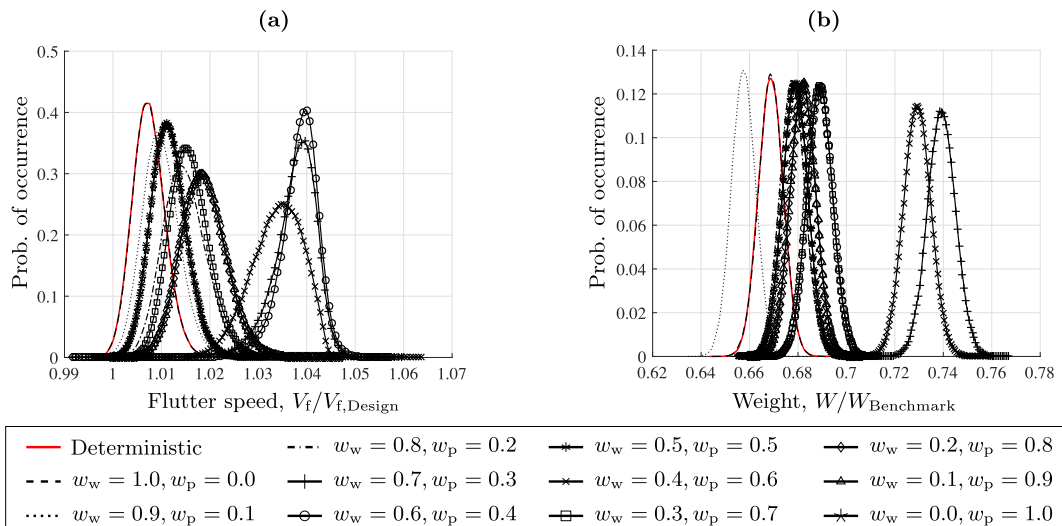 (a)
(b)
Prob. of occurrence
0.5
0.4
0.3
0.2
0.1
0
0.99 1 1.01 1.02 1.03 1.04 1.05 1.06 1.07
Flutter speed, V_f/V_f,Design
Prob. of occurrence
0.14
0.12
0.10
0.08
0.06
0.04
0.02
0
0.62 0.64 0.66 0.68 0.7 0.72 0.74 0.76 0.78
Weight, W/W_Benchmark
Deterministic
w_w = 1.0, w_p = 0.0
w_w = 0.9, w_p = 0.1
w_w = 0.8, w_p = 0.2
w_w = 0.7, w_p = 0.3
w_w = 0.6, w_p = 0.4
w_w = 0.5, w_p = 0.5
w_w = 0.4, w_p = 0.6
w_w = 0.3, w_p = 0.7
w_w = 0.2, w_p = 0.8
w_w = 0.1, w_p = 0.9
w_w = 0.0, w_p = 1.0